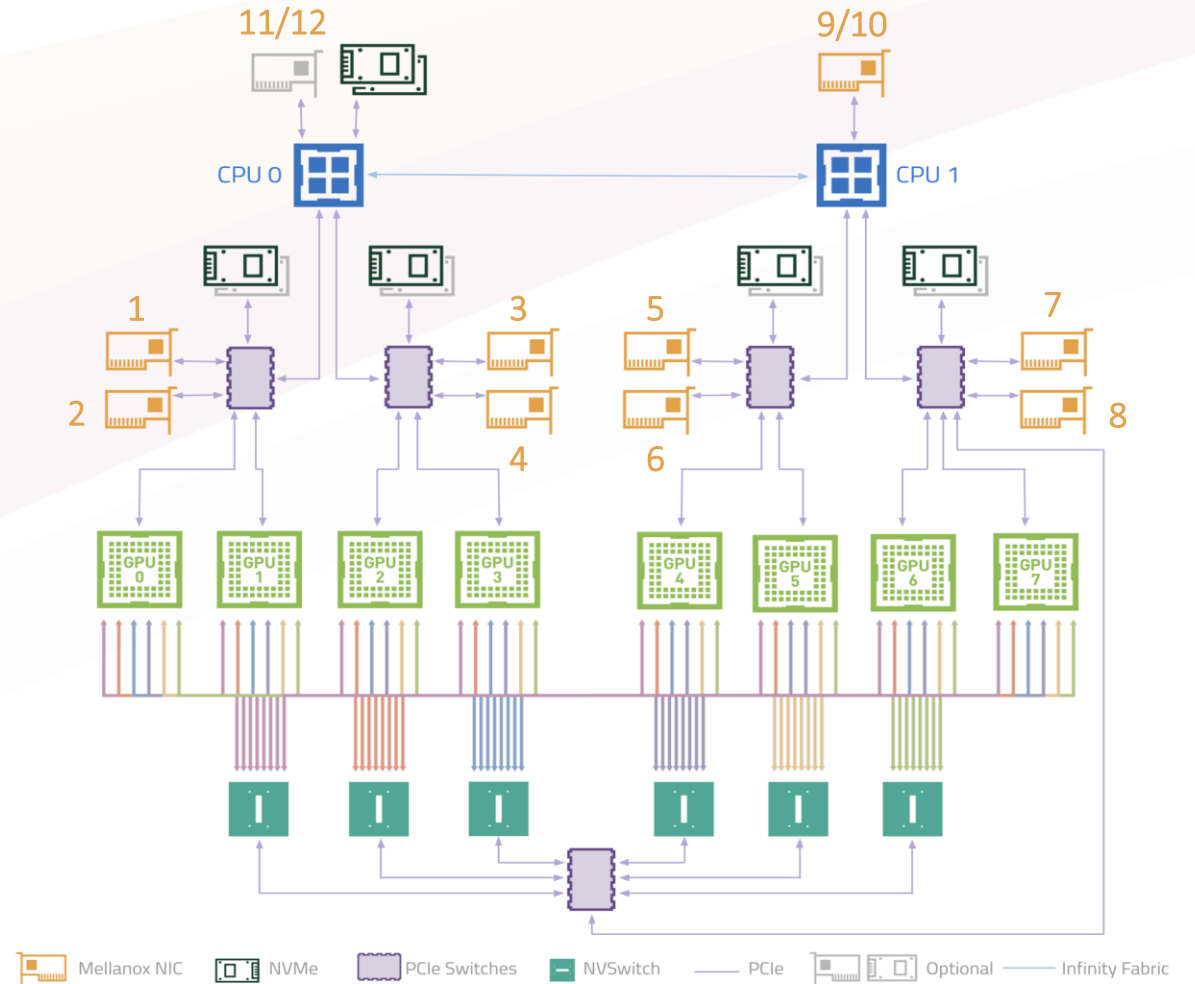 11/12
9/10
CPU 0
CPU 1
1
3
5
7
2
4
6
8
GPU
0
GPU
1
GPU
2
GPU
3
GPU
4
GPU
5
GPU
6
GPU
7
Mellanox NIC
NVMe
PCIe Switches
NVSwitch
PCIe
Optional
Infinity Fabric